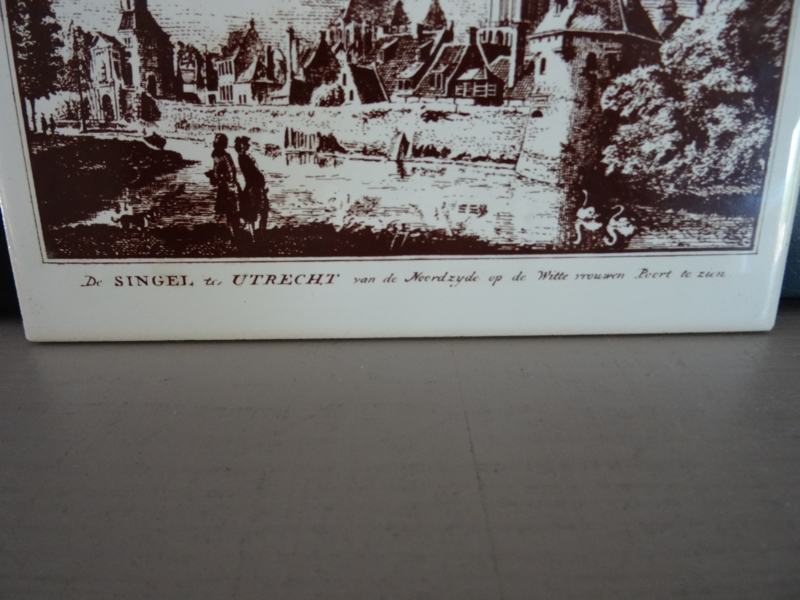 De SINGEL te UTRECHT van de Noordzyde op de Witte vrouwen Poort te zien.